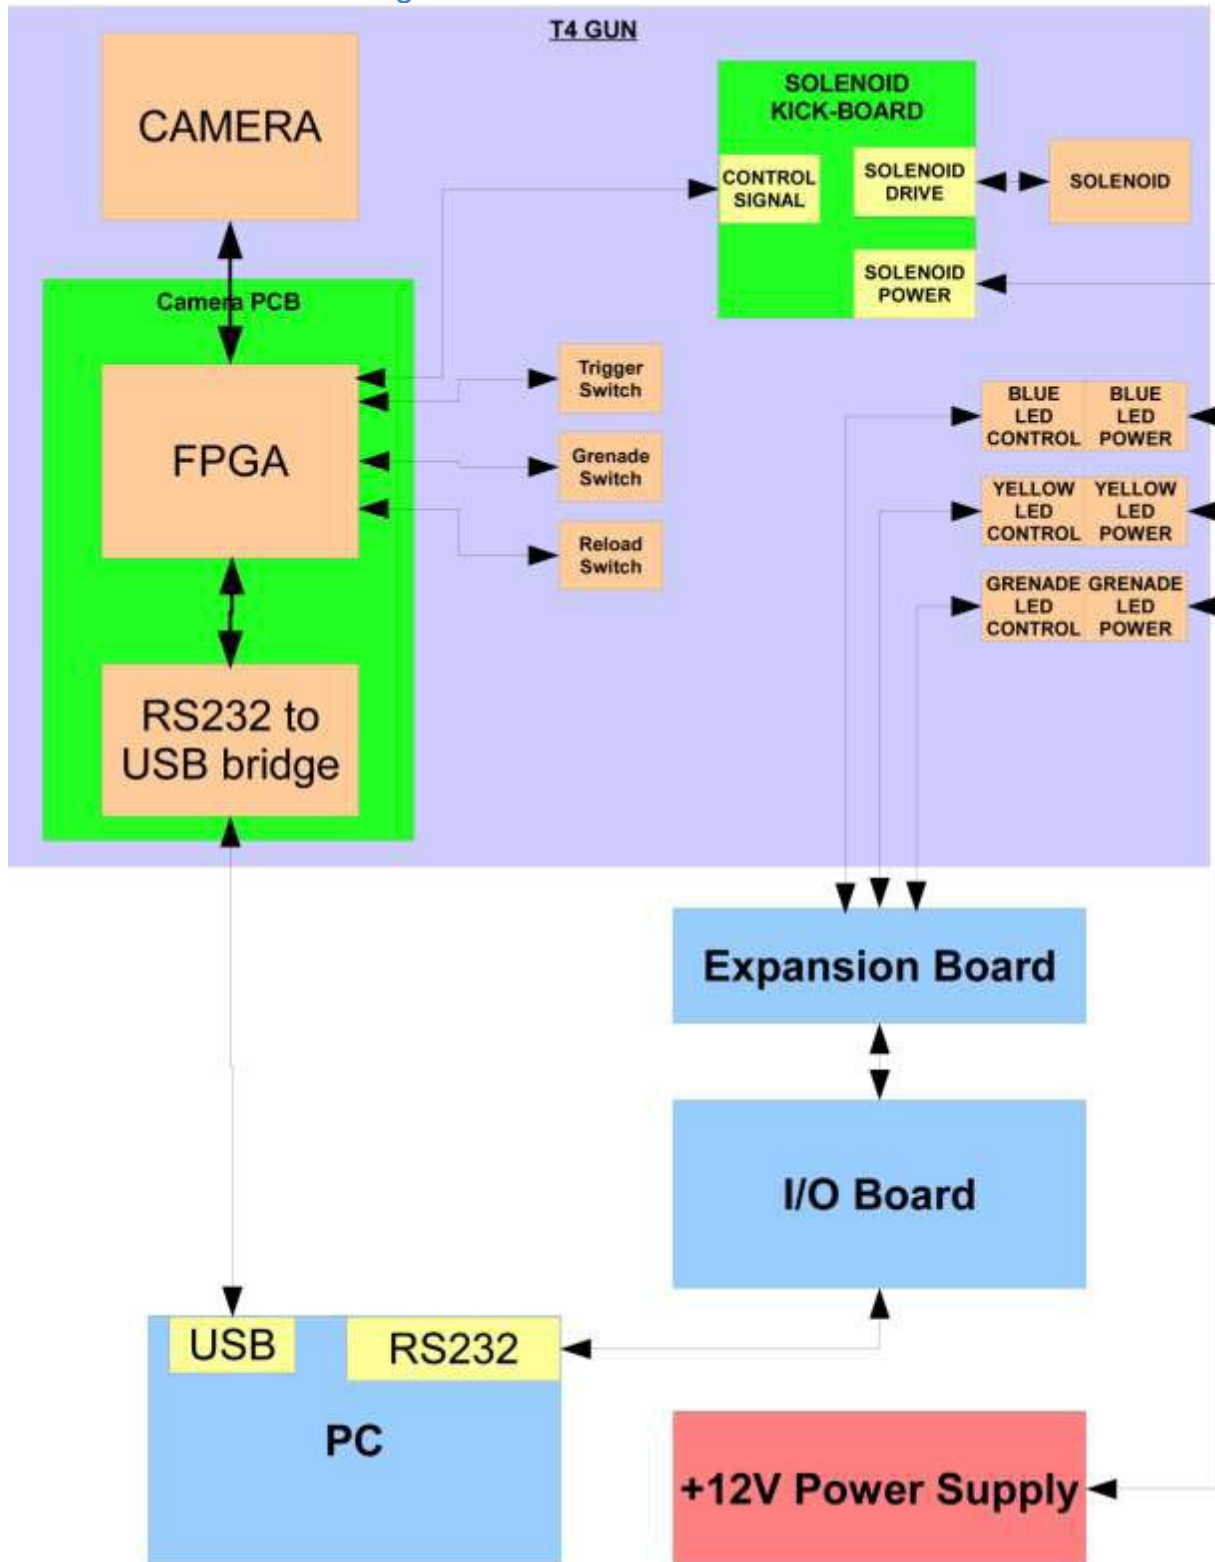 T4 GUN
CAMERA
SOLENOID
KICK-BOARD
CONTROL
SIGNAL
SOLENOID
DRIVE
SOLENOID
SOLENOID
POWER
Camera PCB
FPGA
Trigger
Switch
Grenade
Switch
Reload
Switch
BLUE
LED
CONTROL
BLUE
LED
POWER
YELLOW
LED
CONTROL
YELLOW
LED
POWER
GRENADE
LED
CONTROL
GRENADE
LED
POWER
RS232 to
USB bridge
Expansion Board
I/O Board
USB
RS232
PC
+12V Power Supply